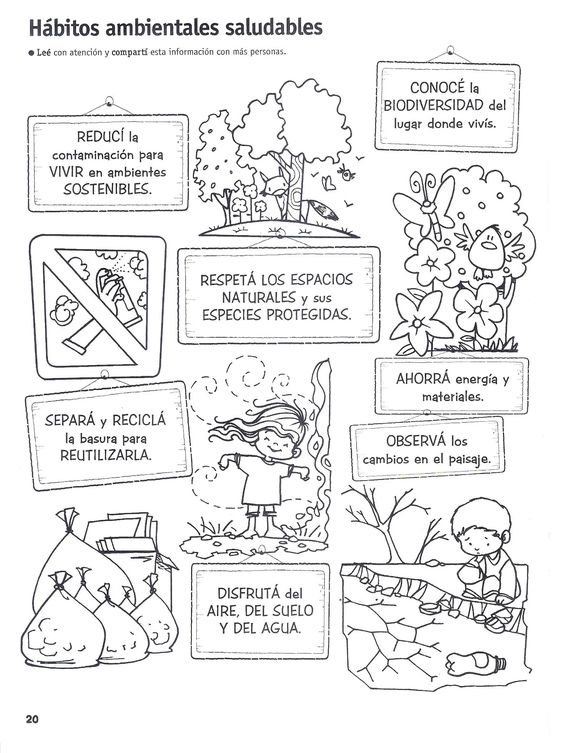 Hábitos ambientales saludables
● Leé con atención y compartí esta información con más personas.
CONOCÉ la
BIODIVERSIDAD del
lugar donde vivís.
REDUCÍ la
contaminación para
VIVIR en ambientes
SOSTENIBLES.
RESPETÁ LOS ESPACIOS
NATURALES y sus
ESPECIES PROTEGIDAS.
AHORRÁ energía y
materiales.
SEPARÁ y RECICLÁ
la basura para
REUTILIZARLA.
OBSERVÁ los
cambios en el paisaje.
DISFRUTÁ del
AIRE, DEL SUELO
Y DEL AGUA.
20